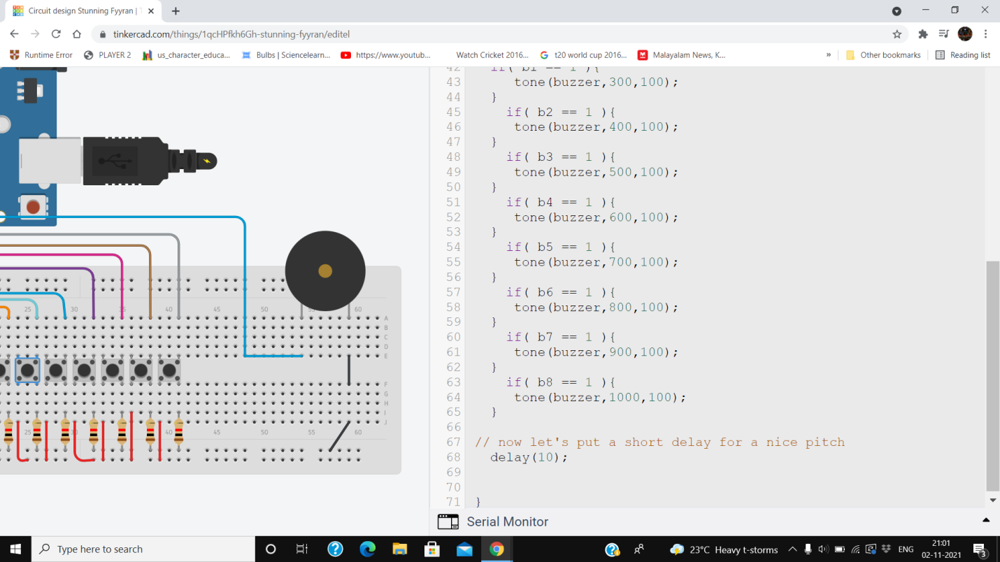 Circuit design Stunning Fyyran | T
tinkercad.com/things/1qcHPfkh6Gh-stunning-fyyran/editel
Runtime Error
PLAYER 2
us_character_educa...
Bulbs | Sciencelearn...
https://www.youtub...
Watch Cricket 2016...
t20 world cup 2016...
Malayalam News, K...
»
Other bookmarks
Reading list
42 if( b1 == 1 ){
43 tone(buzzer,300,100);
44 }
45 if( b2 == 1 ){
46 tone(buzzer,400,100);
47 }
48 if( b3 == 1 ){
49 tone(buzzer,500,100);
50 }
51 if( b4 == 1 ){
52 tone(buzzer,600,100);
53 }
54 if( b5 == 1 ){
55 tone(buzzer,700,100);
56 }
57 if( b6 == 1 ){
58 tone(buzzer,800,100);
59 }
60 if( b7 == 1 ){
61 tone(buzzer,900,100);
62 }
63 if( b8 == 1 ){
64 tone(buzzer,1000,100);
65 }
66
67 // now let's put a short delay for a nice pitch
68 delay(10);
69
70
71 }
25 30 35 40 45 50 55 60
A
B
C
D
E
F
G
H
I
J
25 30 40 45 50 55 60
Serial Monitor
Type here to search
23°C Heavy t-storms
ENG
21:01
02-11-2021
3